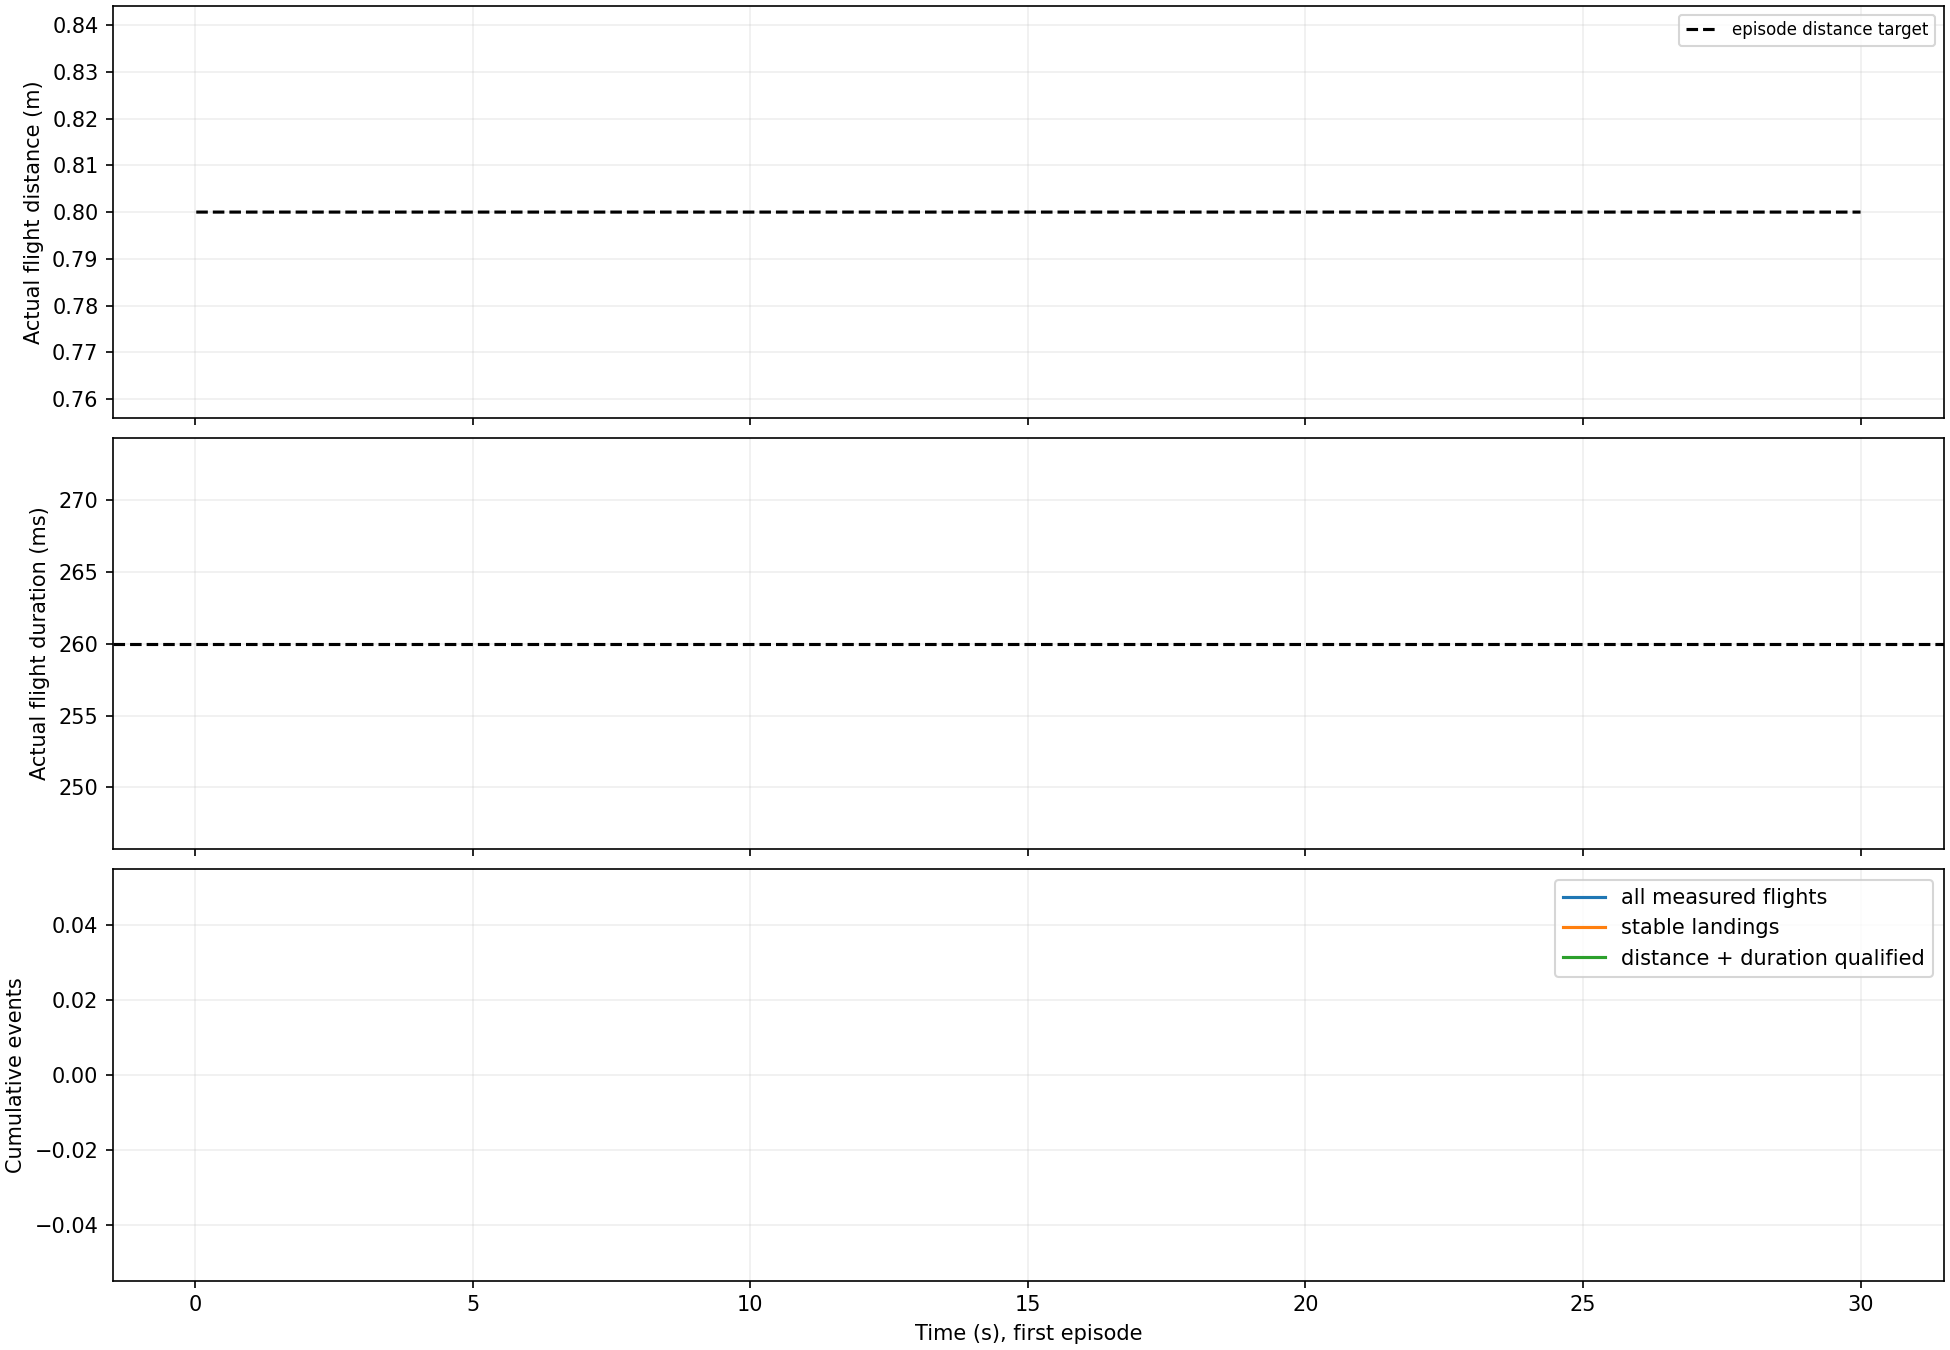 0.84
0.83
0.82
0.81
0.80
0.79
0.78
0.77
0.76
Actual flight distance (m)
episode distance target
270
265
260
255
250
Actual flight duration (ms)
0.04
0.02
0.00
−0.02
−0.04
Cumulative events
all measured flights
stable landings
distance + duration qualified
0 5 10 15 20 25 30
Time (s), first episode